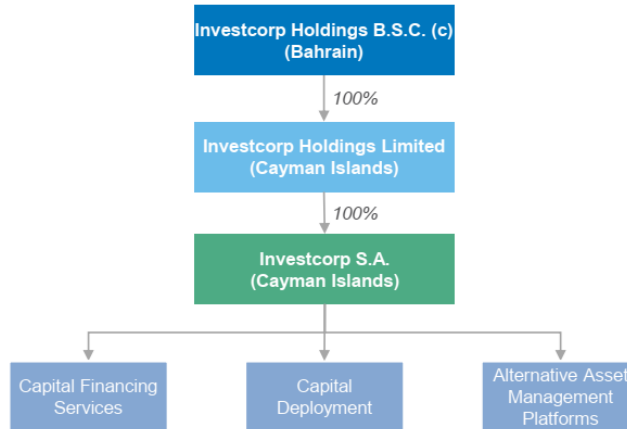 Investcorp Holdings B.S.C. (c)
(Bahrain)
100%
Investcorp Holdings Limited
(Cayman Islands)
100%
Investcorp S.A.
(Cayman Islands)
Capital Financing
Services
Capital
Deployment
Alternative Asset
Management
Platforms